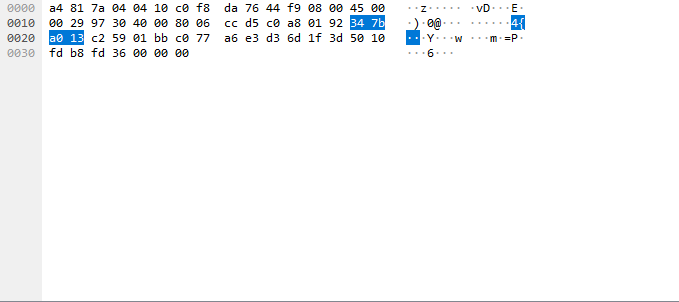 0000 a4 81 7a 04 04 10 c0 f8 da 76 44 f9 08 00 45 00 ··z····· ·vD···E·
0010 00 29 97 30 40 00 80 06 cc d5 c0 a8 01 92 34 7b ·)·0@··· ······4{
0020 a0 13 c2 59 01 bb c0 77 a6 e3 d3 6d 1f 3d 50 10 ···Y···w ···m·=P·
0030 fd b8 fd 36 00 00 00 ···6···